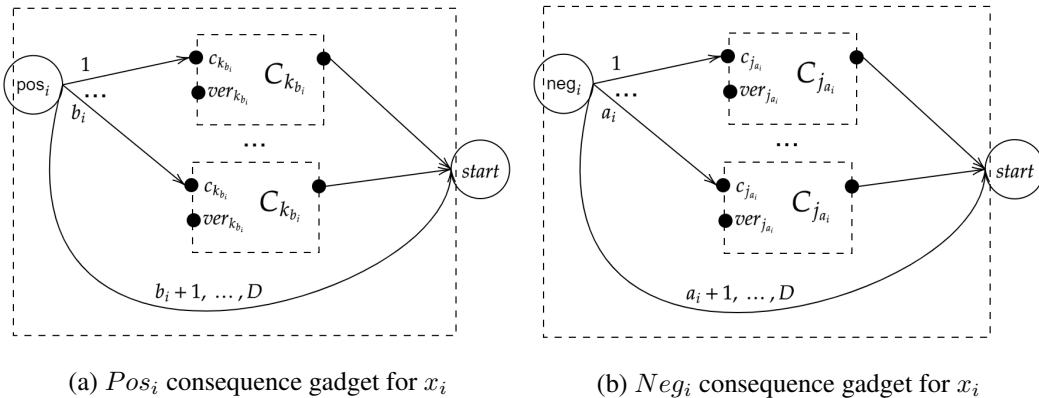 pos_i
1
...
b_i
c_{k_{b_i}}
ver_{k_{b_i}}
C_{k_{b_i}}
...
c_{k_{b_i}}
ver_{k_{b_i}}
C_{k_{b_i}}
start
b_i + 1, ..., D
(a) Pos_i consequence gadget for x_i
neg_i
1
...
a_i
c_{j_{a_i}}
ver_{j_{a_i}}
C_{j_{a_i}}
...
c_{j_{a_i}}
ver_{j_{a_i}}
C_{j_{a_i}}
start
a_i + 1, ..., D
(b) Neg_i consequence gadget for x_i